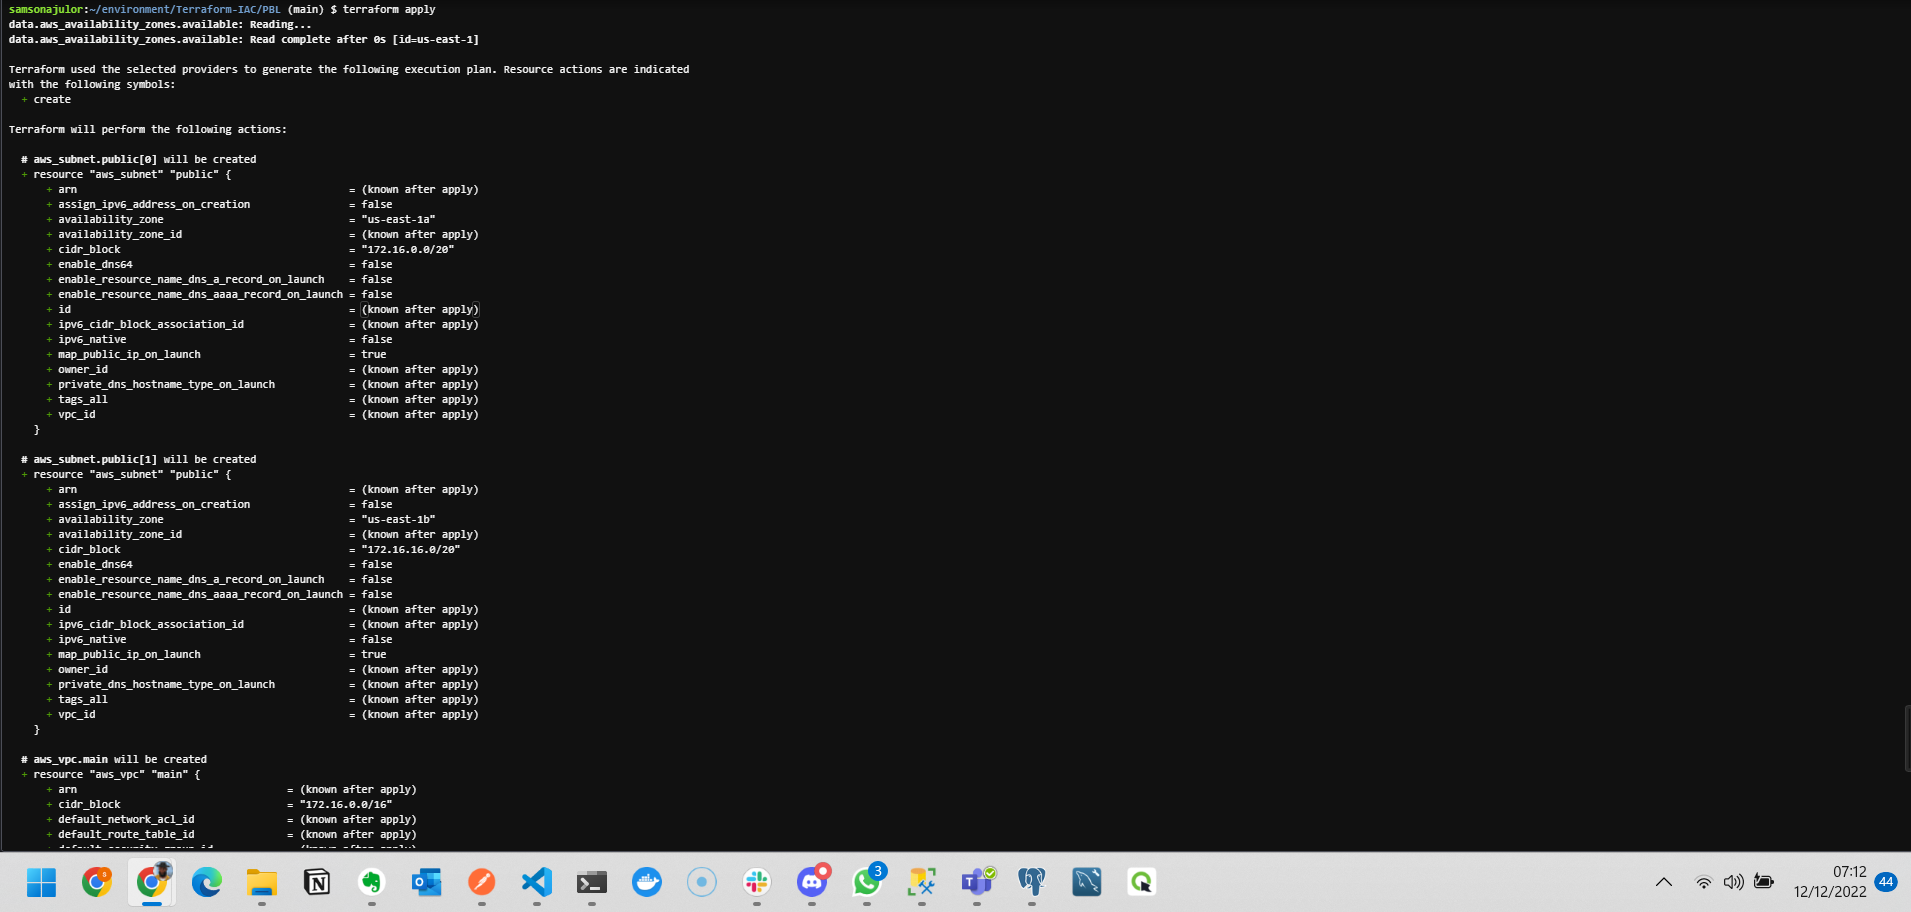 samsonajulor:~/environment/Terraform-IAC/PBL (main) $ terraform apply
data.aws_availability_zones.available: Reading...
data.aws_availability_zones.available: Read complete after 0s [id=us-east-1]
Terraform used the selected providers to generate the following execution plan. Resource actions are indicated
with the following symbols:
+ create
Terraform will perform the following actions:
# aws_subnet.public[0] will be created
+ resource "aws_subnet" "public" {
+ arn = (known after apply)
+ assign_ipv6_address_on_creation = false
+ availability_zone = "us-east-1a"
+ availability_zone_id = (known after apply)
+ cidr_block = "172.16.0.0/20"
+ enable_dns64 = false
+ enable_resource_name_dns_a_record_on_launch = false
+ enable_resource_name_dns_aaaa_record_on_launch = false
+ id = (known after apply)
+ ipv6_cidr_block_association_id = (known after apply)
+ ipv6_native = false
+ map_public_ip_on_launch = true
+ owner_id = (known after apply)
+ private_dns_hostname_type_on_launch = (known after apply)
+ tags_all = (known after apply)
+ vpc_id = (known after apply)
}
# aws_subnet.public[1] will be created
+ resource "aws_subnet" "public" {
+ arn = (known after apply)
+ assign_ipv6_address_on_creation = false
+ availability_zone = "us-east-1b"
+ availability_zone_id = (known after apply)
+ cidr_block = "172.16.16.0/20"
+ enable_dns64 = false
+ enable_resource_name_dns_a_record_on_launch = false
+ enable_resource_name_dns_aaaa_record_on_launch = false
+ id = (known after apply)
+ ipv6_cidr_block_association_id = (known after apply)
+ ipv6_native = false
+ map_public_ip_on_launch = true
+ owner_id = (known after apply)
+ private_dns_hostname_type_on_launch = (known after apply)
+ tags_all = (known after apply)
+ vpc_id = (known after apply)
}
# aws_vpc.main will be created
+ resource "aws_vpc" "main" {
+ arn = (known after apply)
+ cidr_block = "172.16.0.0/16"
+ default_network_acl_id = (known after apply)
+ default_route_table_id = (known after apply)
3
07:12
12/12/2022
44